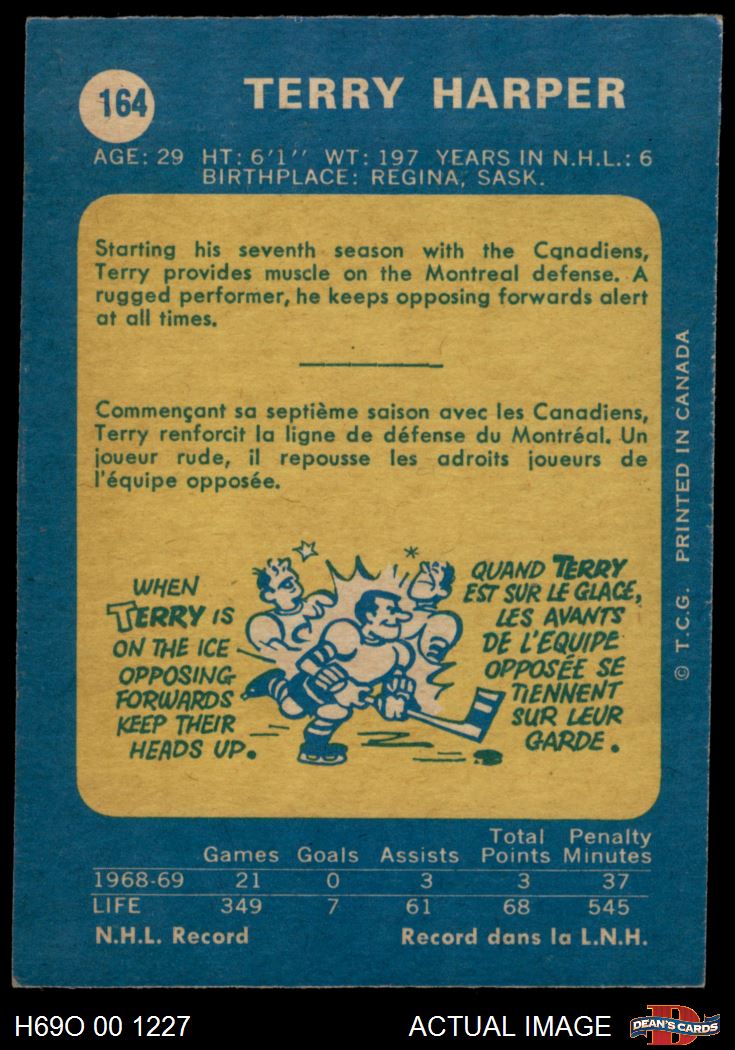 164
TERRY HARPER
AGE: 29 HT: 6'1'' WT: 197 YEARS IN N.H.L.: 6
BIRTHPLACE: REGINA, SASK.
Starting his seventh season with the Canadiens,
Terry provides muscle on the Montreal defense. A
rugged performer, he keeps opposing forwards alert
at all times.
Commençant sa septième saison avec les Canadiens,
Terry renforcit la ligne de défense du Montréal. Un
joueur rude, il repousse les adroits joueurs de
l'équipe opposée.
WHEN
TERRY IS
ON THE ICE
OPPOSING
FORWARDS
KEEP THEIR
HEADS UP.
QUAND TERRY
EST SUR LE GLACE,
LES AVANTS
DE L'ÉQUIPE
OPPOSÉE SE
TIENNENT
SUR LEUR
GARDE.
© T.C.G. PRINTED IN CANADA
Total Penalty
Games Goals Assists Points Minutes
1968-69 21 0 3 3 37
LIFE 349 7 61 68 545
N.H.L. Record Record dans la L.N.H.
H69O 00 1227 ACTUAL IMAGE
D
DEAN'S CARDS